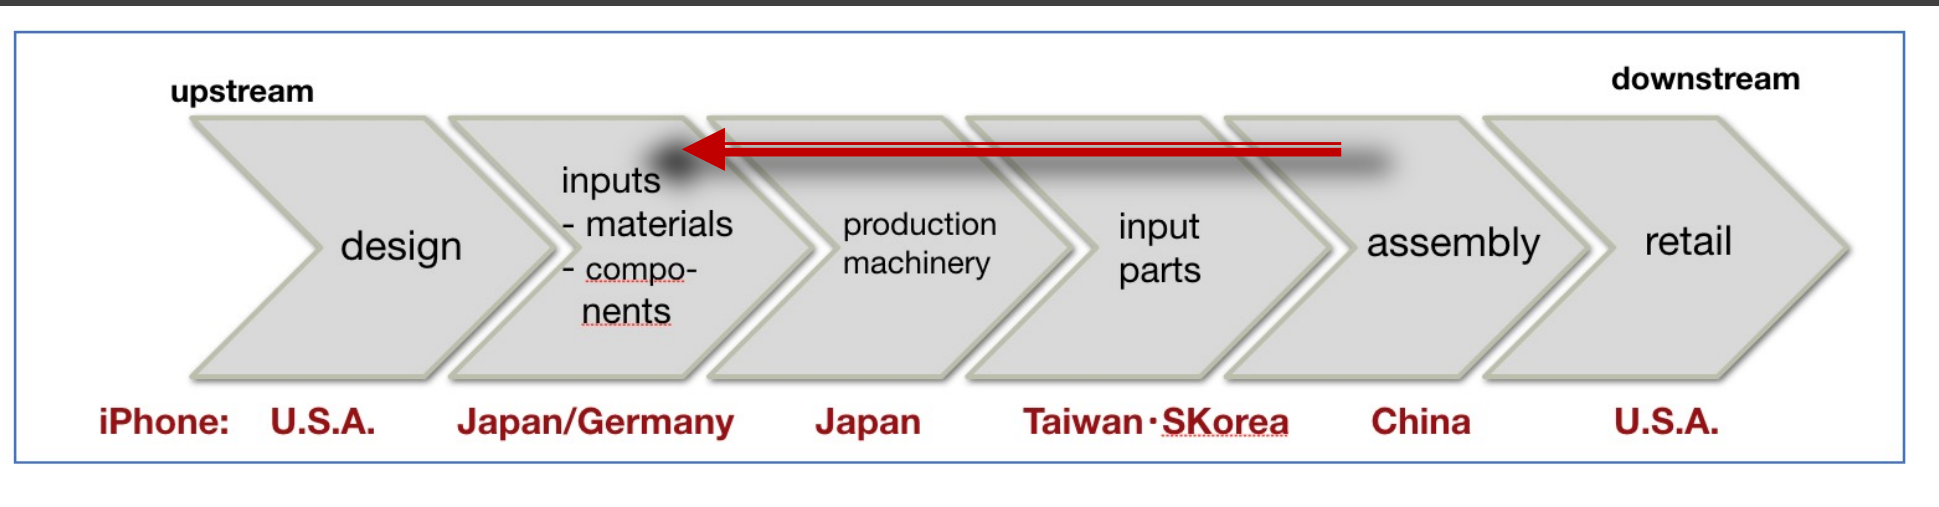 upstream
downstream
design
inputs
- materials
- compo-
nents
production
machinery
input
parts
assembly
retail
iPhone: U.S.A. Japan/Germany Japan Taiwan·SKorea China U.S.A.